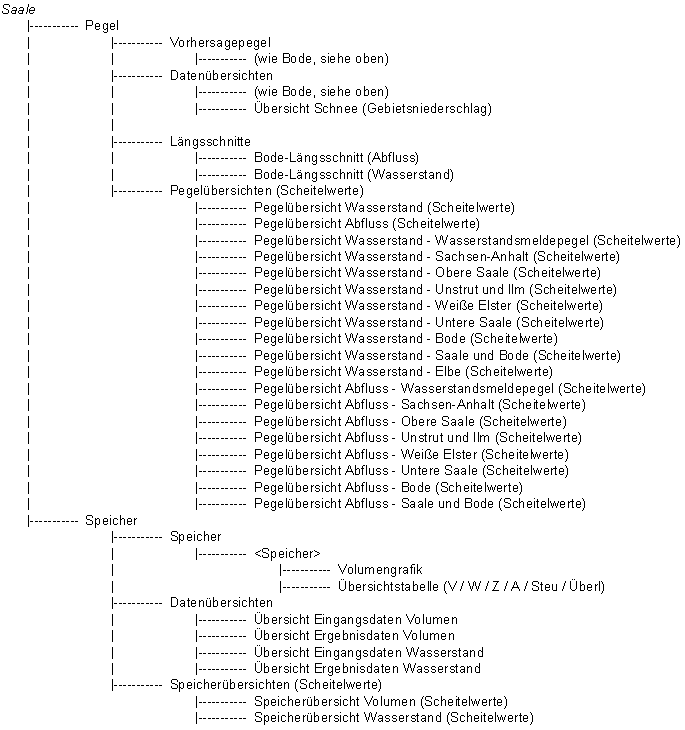 Saale
|----------- Pegel
| |----------- Vorhersagepegel
| | |----------- (wie Bode, siehe oben)
| |----------- Datenübersichten
| | |----------- (wie Bode, siehe oben)
| | |----------- Übersicht Schnee (Gebietsniederschlag)
| |
| |----------- Längsschnitte
| | |----------- Bode-Längsschnitt (Abfluss)
| | |----------- Bode-Längsschnitt (Wasserstand)
| |----------- Pegelübersichten (Scheitelwerte)
| |----------- Pegelübersicht Wasserstand (Scheitelwerte)
| |----------- Pegelübersicht Abfluss (Scheitelwerte)
| |----------- Pegelübersicht Wasserstand - Wasserstandsmeldepegel (Scheitelwerte)
| |----------- Pegelübersicht Wasserstand - Sachsen-Anhalt (Scheitelwerte)
| |----------- Pegelübersicht Wasserstand - Obere Saale (Scheitelwerte)
| |----------- Pegelübersicht Wasserstand - Unstrut und Ilm (Scheitelwerte)
| |----------- Pegelübersicht Wasserstand - Weiße Elster (Scheitelwerte)
| |----------- Pegelübersicht Wasserstand - Untere Saale (Scheitelwerte)
| |----------- Pegelübersicht Wasserstand - Bode (Scheitelwerte)
| |----------- Pegelübersicht Wasserstand - Saale und Bode (Scheitelwerte)
| |----------- Pegelübersicht Wasserstand - Elbe (Scheitelwerte)
| |----------- Pegelübersicht Abfluss - Wasserstandsmeldepegel (Scheitelwerte)
| |----------- Pegelübersicht Abfluss - Sachsen-Anhalt (Scheitelwerte)
| |----------- Pegelübersicht Abfluss - Obere Saale (Scheitelwerte)
| |----------- Pegelübersicht Abfluss - Unstrut und Ilm (Scheitelwerte)
| |----------- Pegelübersicht Abfluss - Weiße Elster (Scheitelwerte)
| |----------- Pegelübersicht Abfluss - Untere Saale (Scheitelwerte)
| |----------- Pegelübersicht Abfluss - Bode (Scheitelwerte)
| |----------- Pegelübersicht Abfluss - Saale und Bode (Scheitelwerte)
|----------- Speicher
|----------- Speicher
| |----------- <Speicher>
| |----------- Volumengrafik
| |----------- Übersichtstabelle (V / W / Z / A / Steu / Überl)
|----------- Datenübersichten
| |----------- Übersicht Eingangsdaten Volumen
| |----------- Übersicht Ergebnisdaten Volumen
| |----------- Übersicht Eingangsdaten Wasserstand
| |----------- Übersicht Ergebnisdaten Wasserstand
|----------- Speicherübersichten (Scheitelwerte)
|----------- Speicherübersicht Volumen (Scheitelwerte)
|----------- Speicherübersicht Wasserstand (Scheitelwerte)